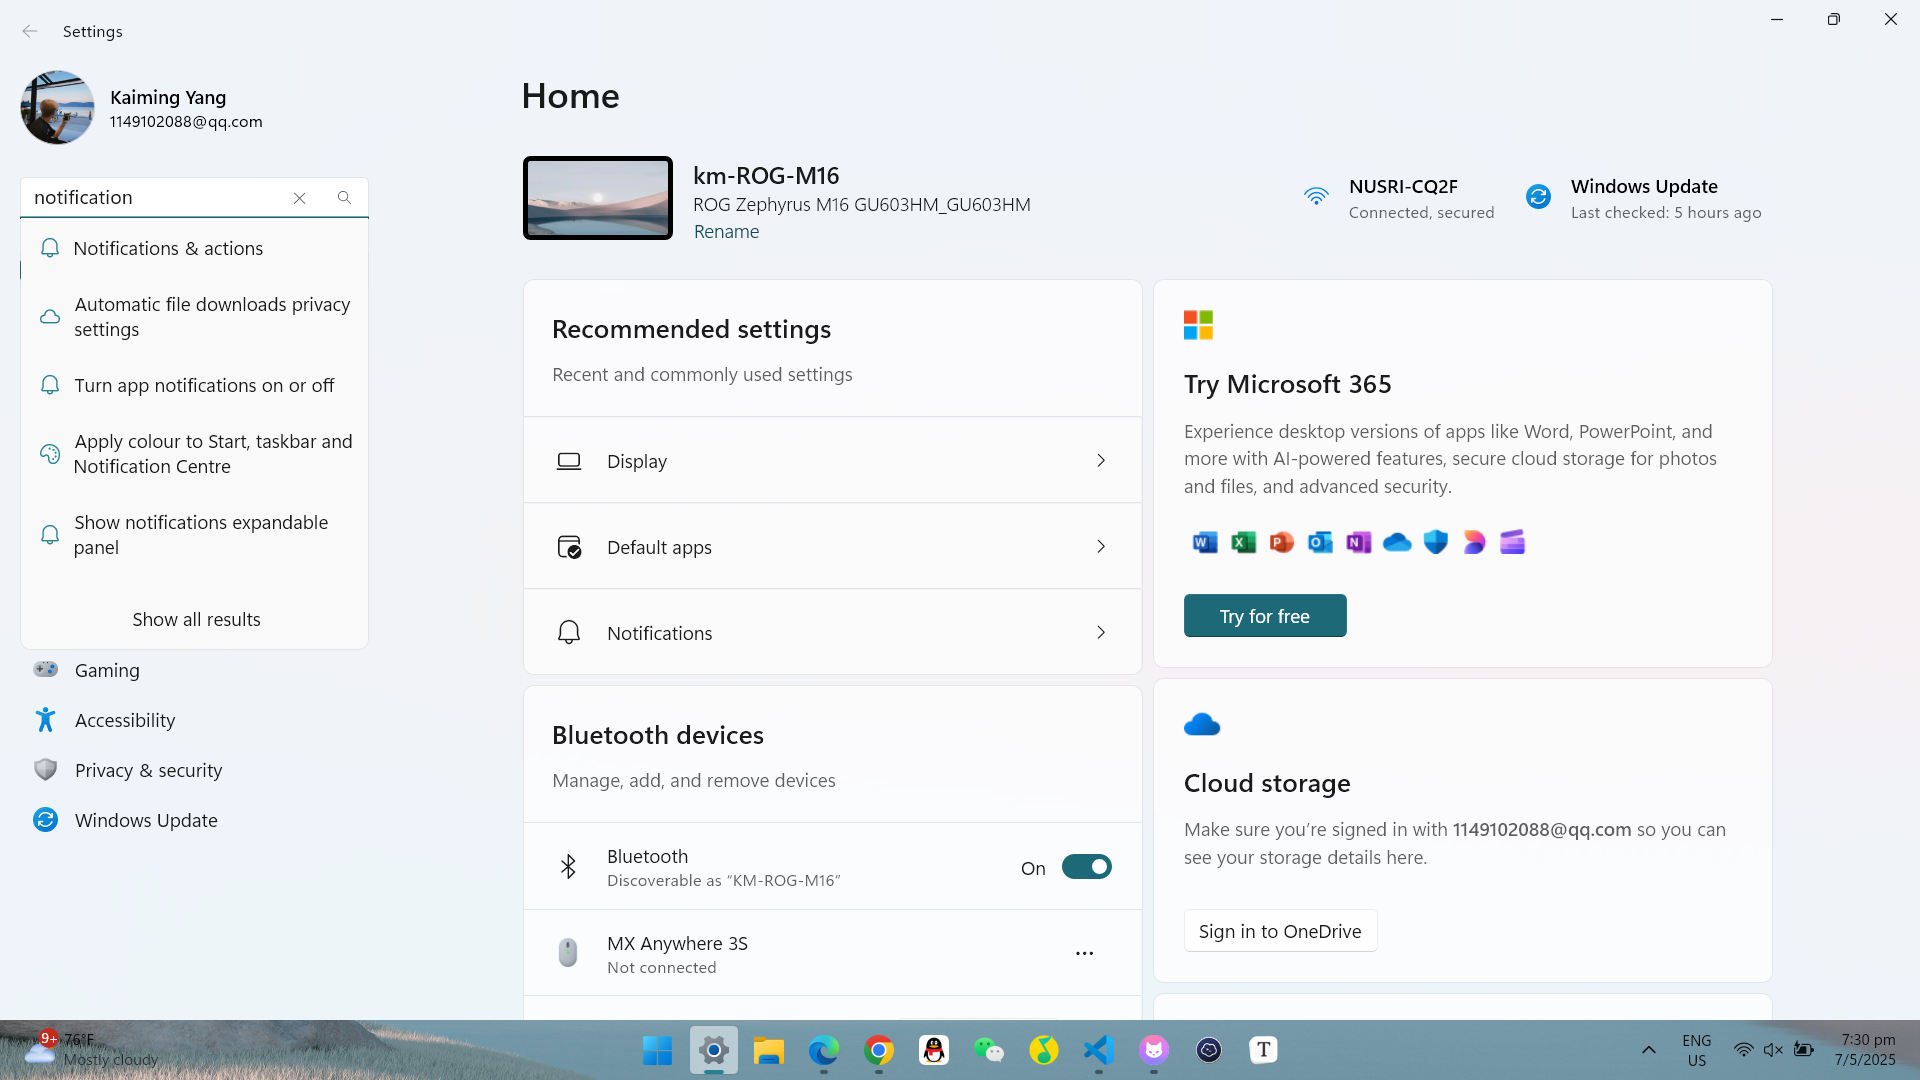 Settings
Kaiming Yang
1149102088@qq.com
notification
Notifications & actions
Automatic file downloads privacy
settings
Turn app notifications on or off
Apply colour to Start, taskbar and
Notification Centre
Show notifications expandable
panel
Show all results
Gaming
Accessibility
Privacy & security
Windows Update
Home
km-ROG-M16
ROG Zephyrus M16 GU603HM_GU603HM
Rename
NUSRI-CQ2F
Connected, secured
Windows Update
Last checked: 5 hours ago
Recommended settings
Recent and commonly used settings
Display
Default apps
Notifications
Bluetooth devices
Manage, add, and remove devices
Bluetooth
Discoverable as “KM-ROG-M16”
On
MX Anywhere 3S
Not connected
Try Microsoft 365
Experience desktop versions of apps like Word, PowerPoint, and
more with AI-powered features, secure cloud storage for photos
and files, and advanced security.
Try for free
Cloud storage
Make sure you’re signed in with 1149102088@qq.com so you can
see your storage details here.
Sign in to OneDrive
9+
76°F
Mostly cloudy
T
ENG
US
7:30 pm
7/5/2025